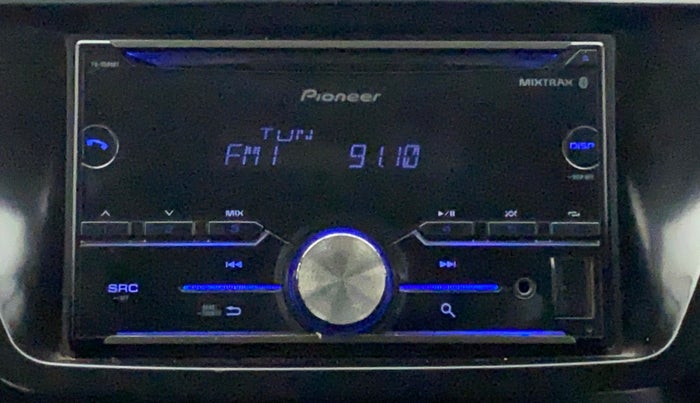 MIXTRAX
Pioneer
TUN
FM1 91.10
DISP
MIX
SRC